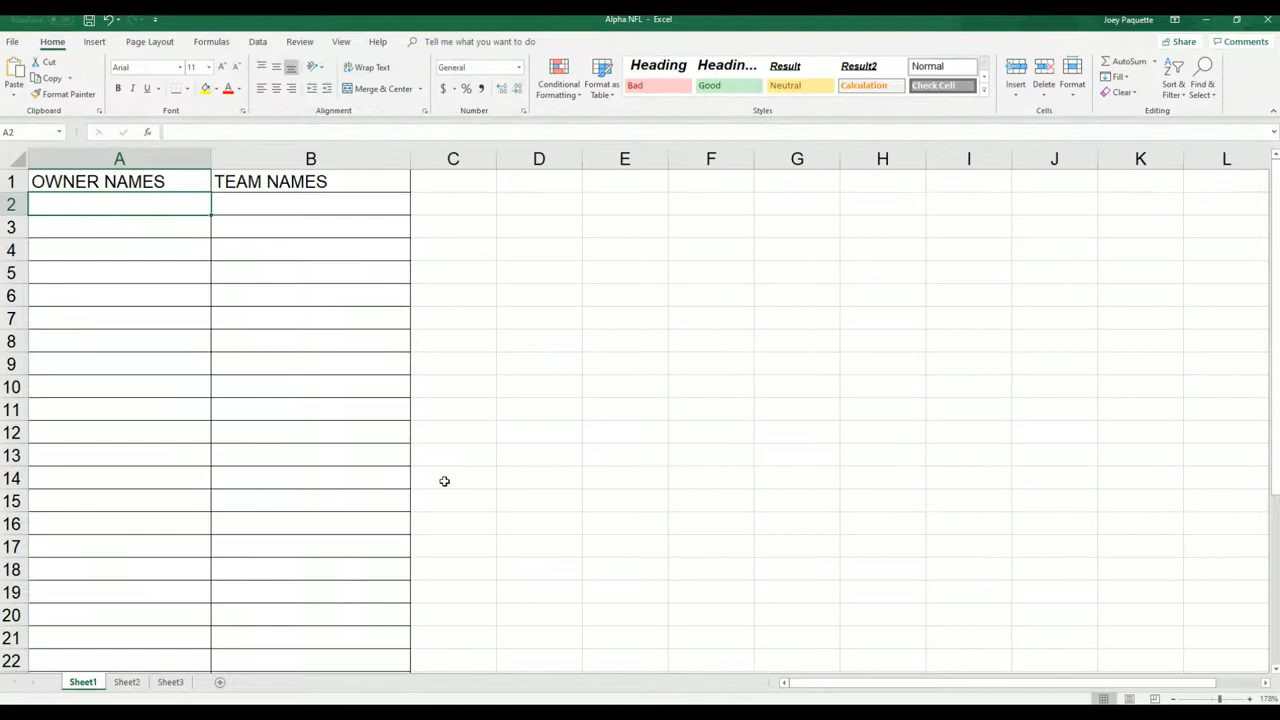 Alpha NFL - Excel
Joey Paquette
File Home Insert Page Layout Formulas Data Review View Help Tell me what you want to do
Share Comments
Paste
Cut
Copy
Format Painter
Clipboard
Arial 11 A A
B I U A
Font
Wrap Text
Merge & Center
Alignment
General
$ % ,
Number
Conditional Formatting
Format as Table
Heading Headin... Result Result2 Normal
Bad Good Neutral Calculation Check Cell
Styles
Insert Delete Format
Cells
AutoSum
Fill
Clear
Sort & Filter
Find & Select
Editing
A2 fx
A B C D E F G H I J K L
1 OWNER NAMES TEAM NAMES
2
3
4
5
6
7
8
9
10
11
12
13
14
15
16
17
18
19
20
21
22
Sheet1 Sheet2 Sheet3
178%